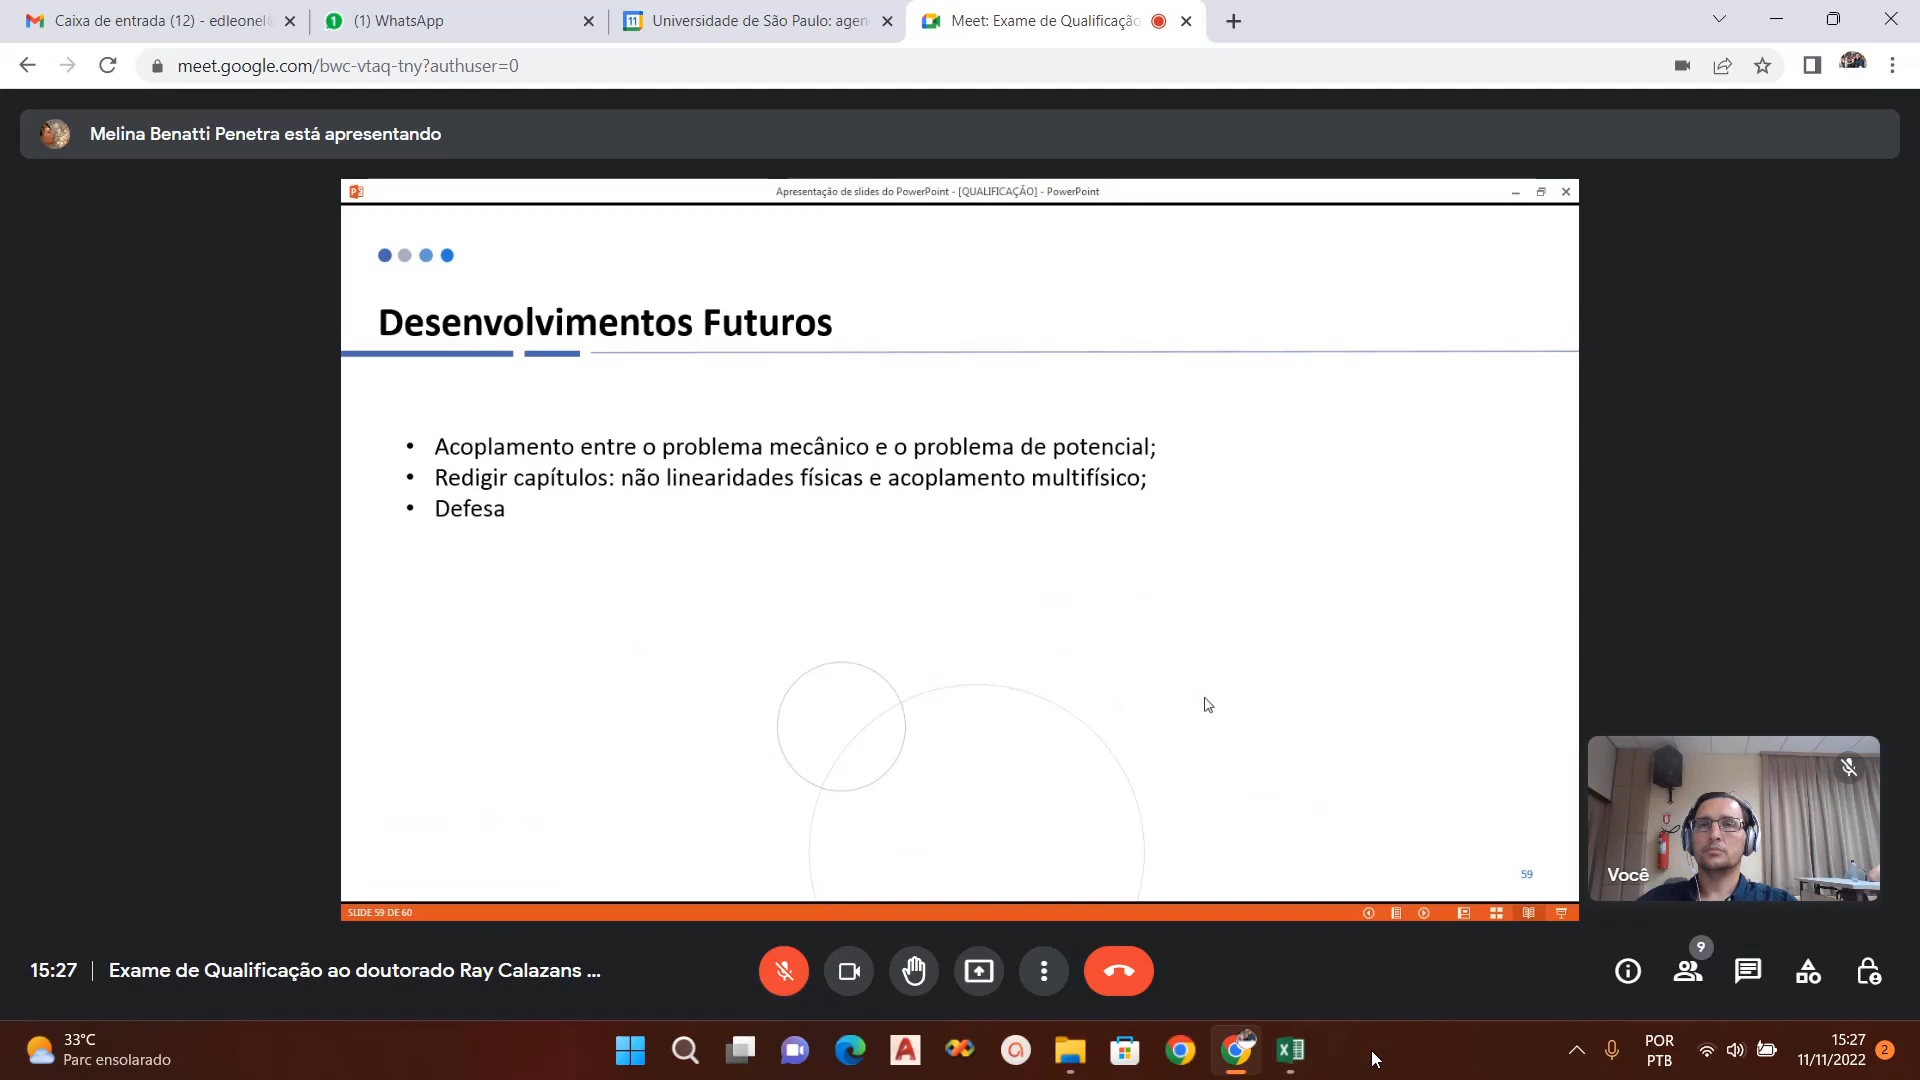 Caixa de entrada (12) - edleonel@
(1) WhatsApp
Universidade de São Paulo: agen
Meet: Exame de Qualificação
meet.google.com/bwc-vtaq-tny?authuser=0
Melina Benatti Penetra está apresentando
Apresentação de slides do PowerPoint - [QUALIFICAÇÃO] - PowerPoint
Desenvolvimentos Futuros
• Acoplamento entre o problema mecânico e o problema de potencial;
• Redigir capítulos: não linearidades físicas e acoplamento multifísico;
• Defesa
59
SLIDE 59 DE 60
Você
15:27
Exame de Qualificação ao doutorado Ray Calazans ...
9
33°C
Parc ensolarado
POR
PTB
15:27
11/11/2022
2